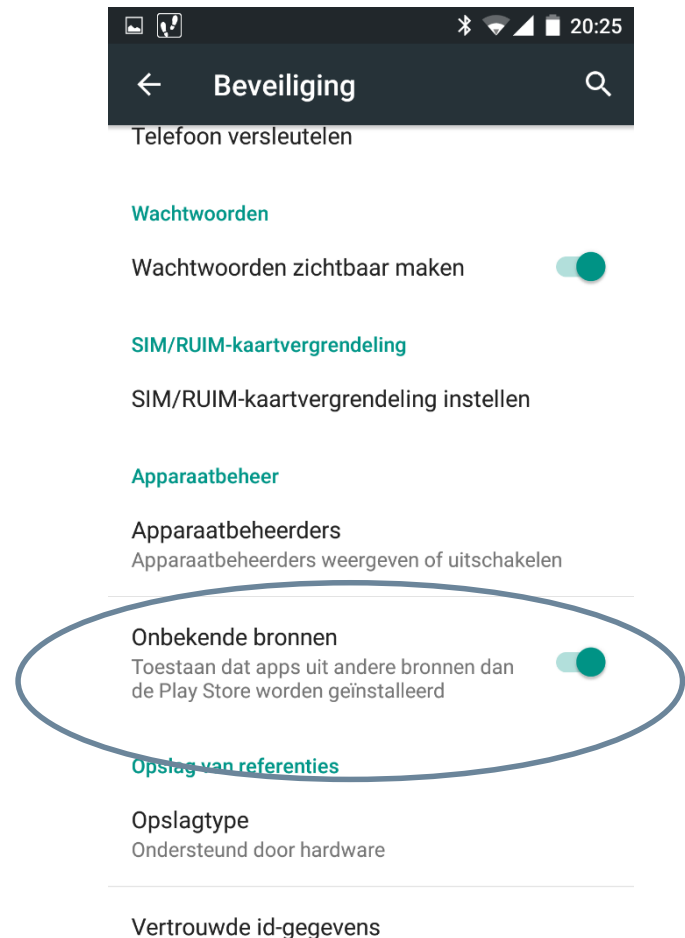 20:25
Beveiliging
Telefoon versleutelen
Wachtwoorden
Wachtwoorden zichtbaar maken
SIM/RUIM-kaartvergrendeling
SIM/RUIM-kaartvergrendeling instellen
Apparaatbeheer
Apparaatbeheerders
Apparaatbeheerders weergeven of uitschakelen
Onbekende bronnen
Toestaan dat apps uit andere bronnen dan
de Play Store worden geïnstalleerd
Opslag van referenties
Opslagtype
Ondersteund door hardware
Vertrouwde id-gegevens